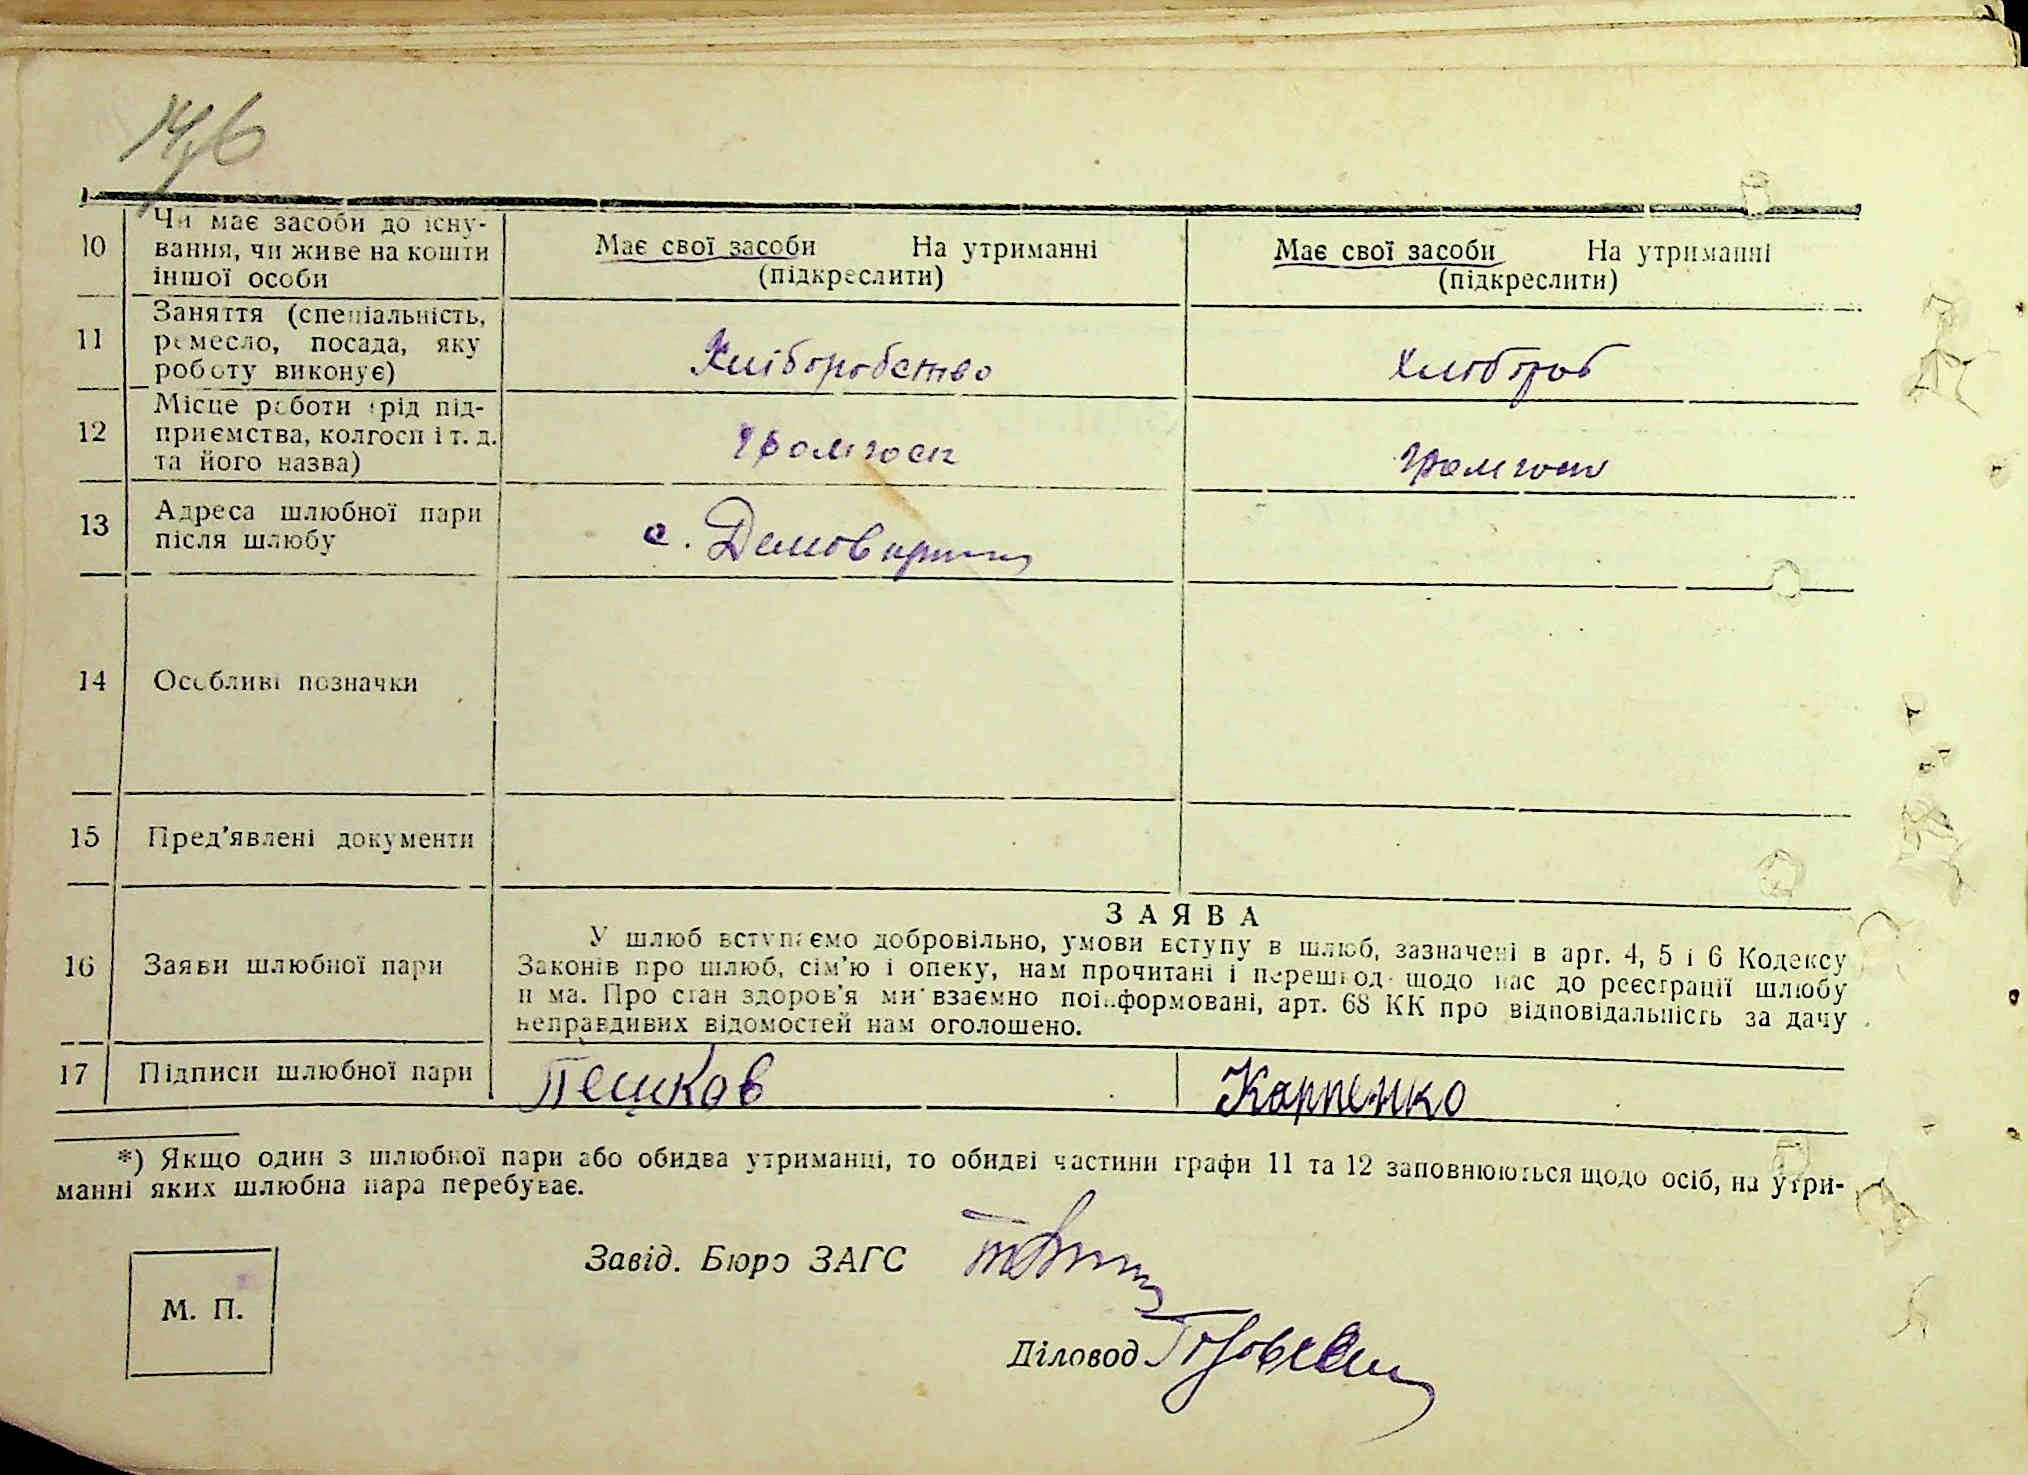 10
Чи має засоби до існу-
вання, чи живе на кошти
іншої особи
Має свої засоби На утриманні
(підкреслити)
Має свої засоби На утриманні
(підкреслити)
11
Заняття (спеціальність,
ремесло, посада, яку
роботу виконує)
Хліборобство
Хлібороб
12
Місце роботи (рід під-
приємства, колгосп і т. д.
та його назва)
Громгосп
Громгосп
13
Адреса шлюбної пари
після шлюбу
с.
14
Особливі позначки
15
Пред'явлені документи
16
Заяви шлюбної пари
ЗАЯВА
У шлюб вступаємо добровільно, умови вступу в шлюб, зазначені в арт. 4, 5 і 6 Кодексу
Законів про шлюб, сім'ю і опеку, нам прочитані і перешкод щодо нас до реєстрації шлюбу
н ма. Про стан здоров'я ми взаємно поінформовані, арт. 68 КК про відповідальність за дачу
неправдивих відомостей нам оголошено.
17
Підписи шлюбної пари
Пешков
Карпенко
*) Якщо один з шлюбної пари або обидва утриманці, то обидві частини графи 11 та 12 заповнюються щодо осіб, на утри-
манні яких шлюбна пара перебуває.
Завід. Бюро ЗАГС
М. П.
Діловод